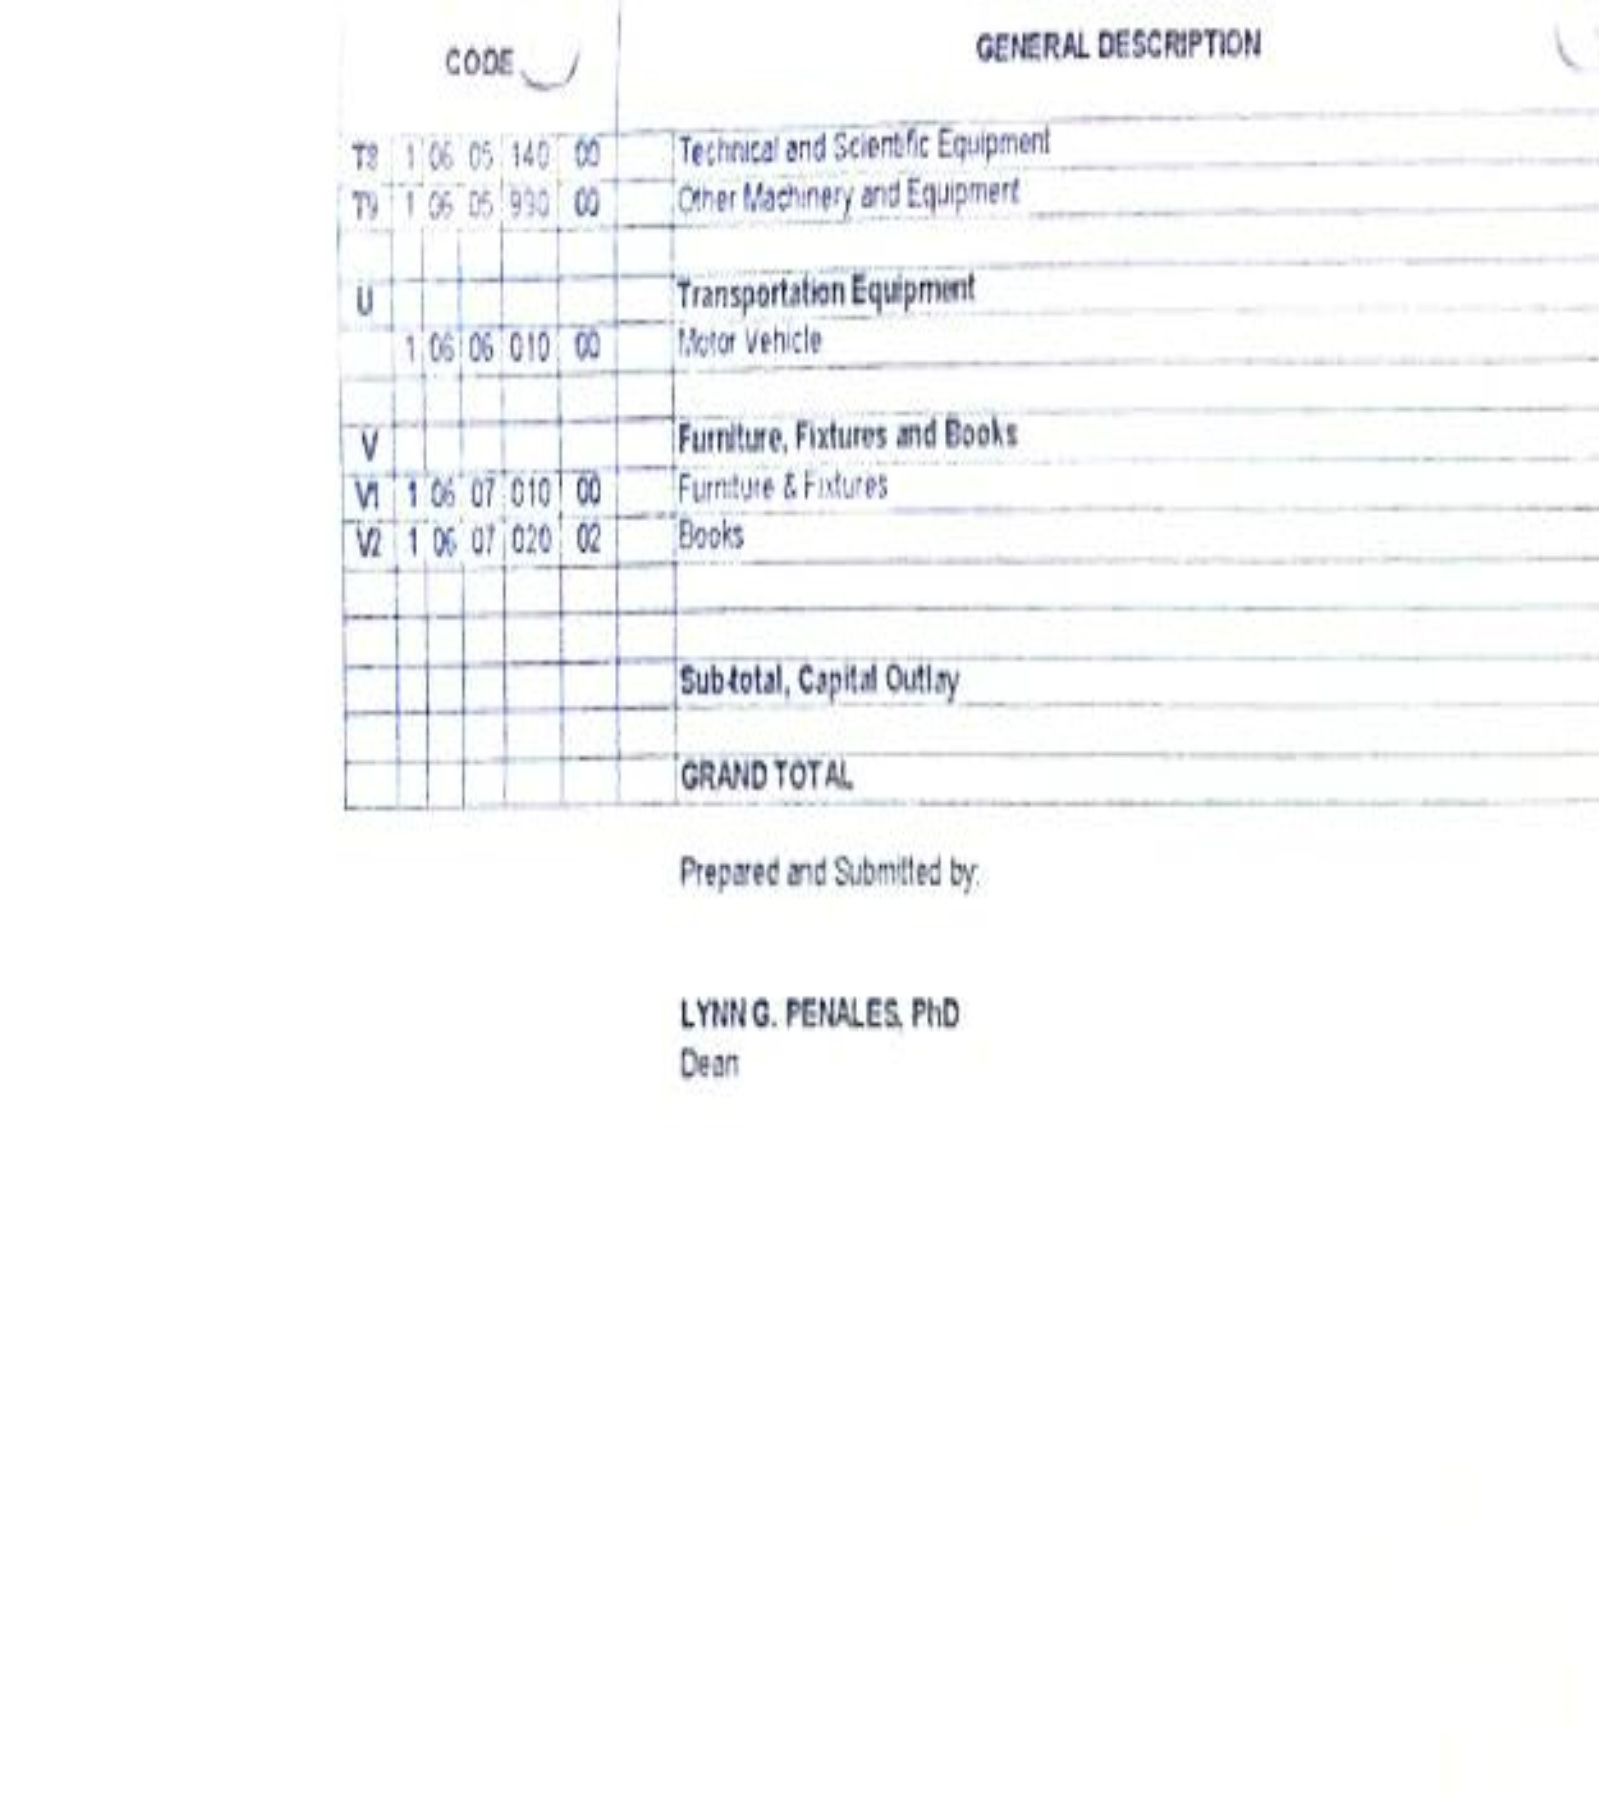 CODE GENERAL DESCRIPTION
T8 1 06 05 140 00 Technical and Scientific Equipment
T9 1 06 05 990 00 Other Machinery and Equipment
U Transportation Equipment
1 06 06 010 00 Motor Vehicle
V Furniture, Fixtures and Books
V1 1 06 07 010 00 Furniture & Fixtures
V2 1 06 07 020 02 Books
Sub-total, Capital Outlay
GRAND TOTAL
Prepared and Submitted by:
LYNN G. PENALES, PhD
Dean